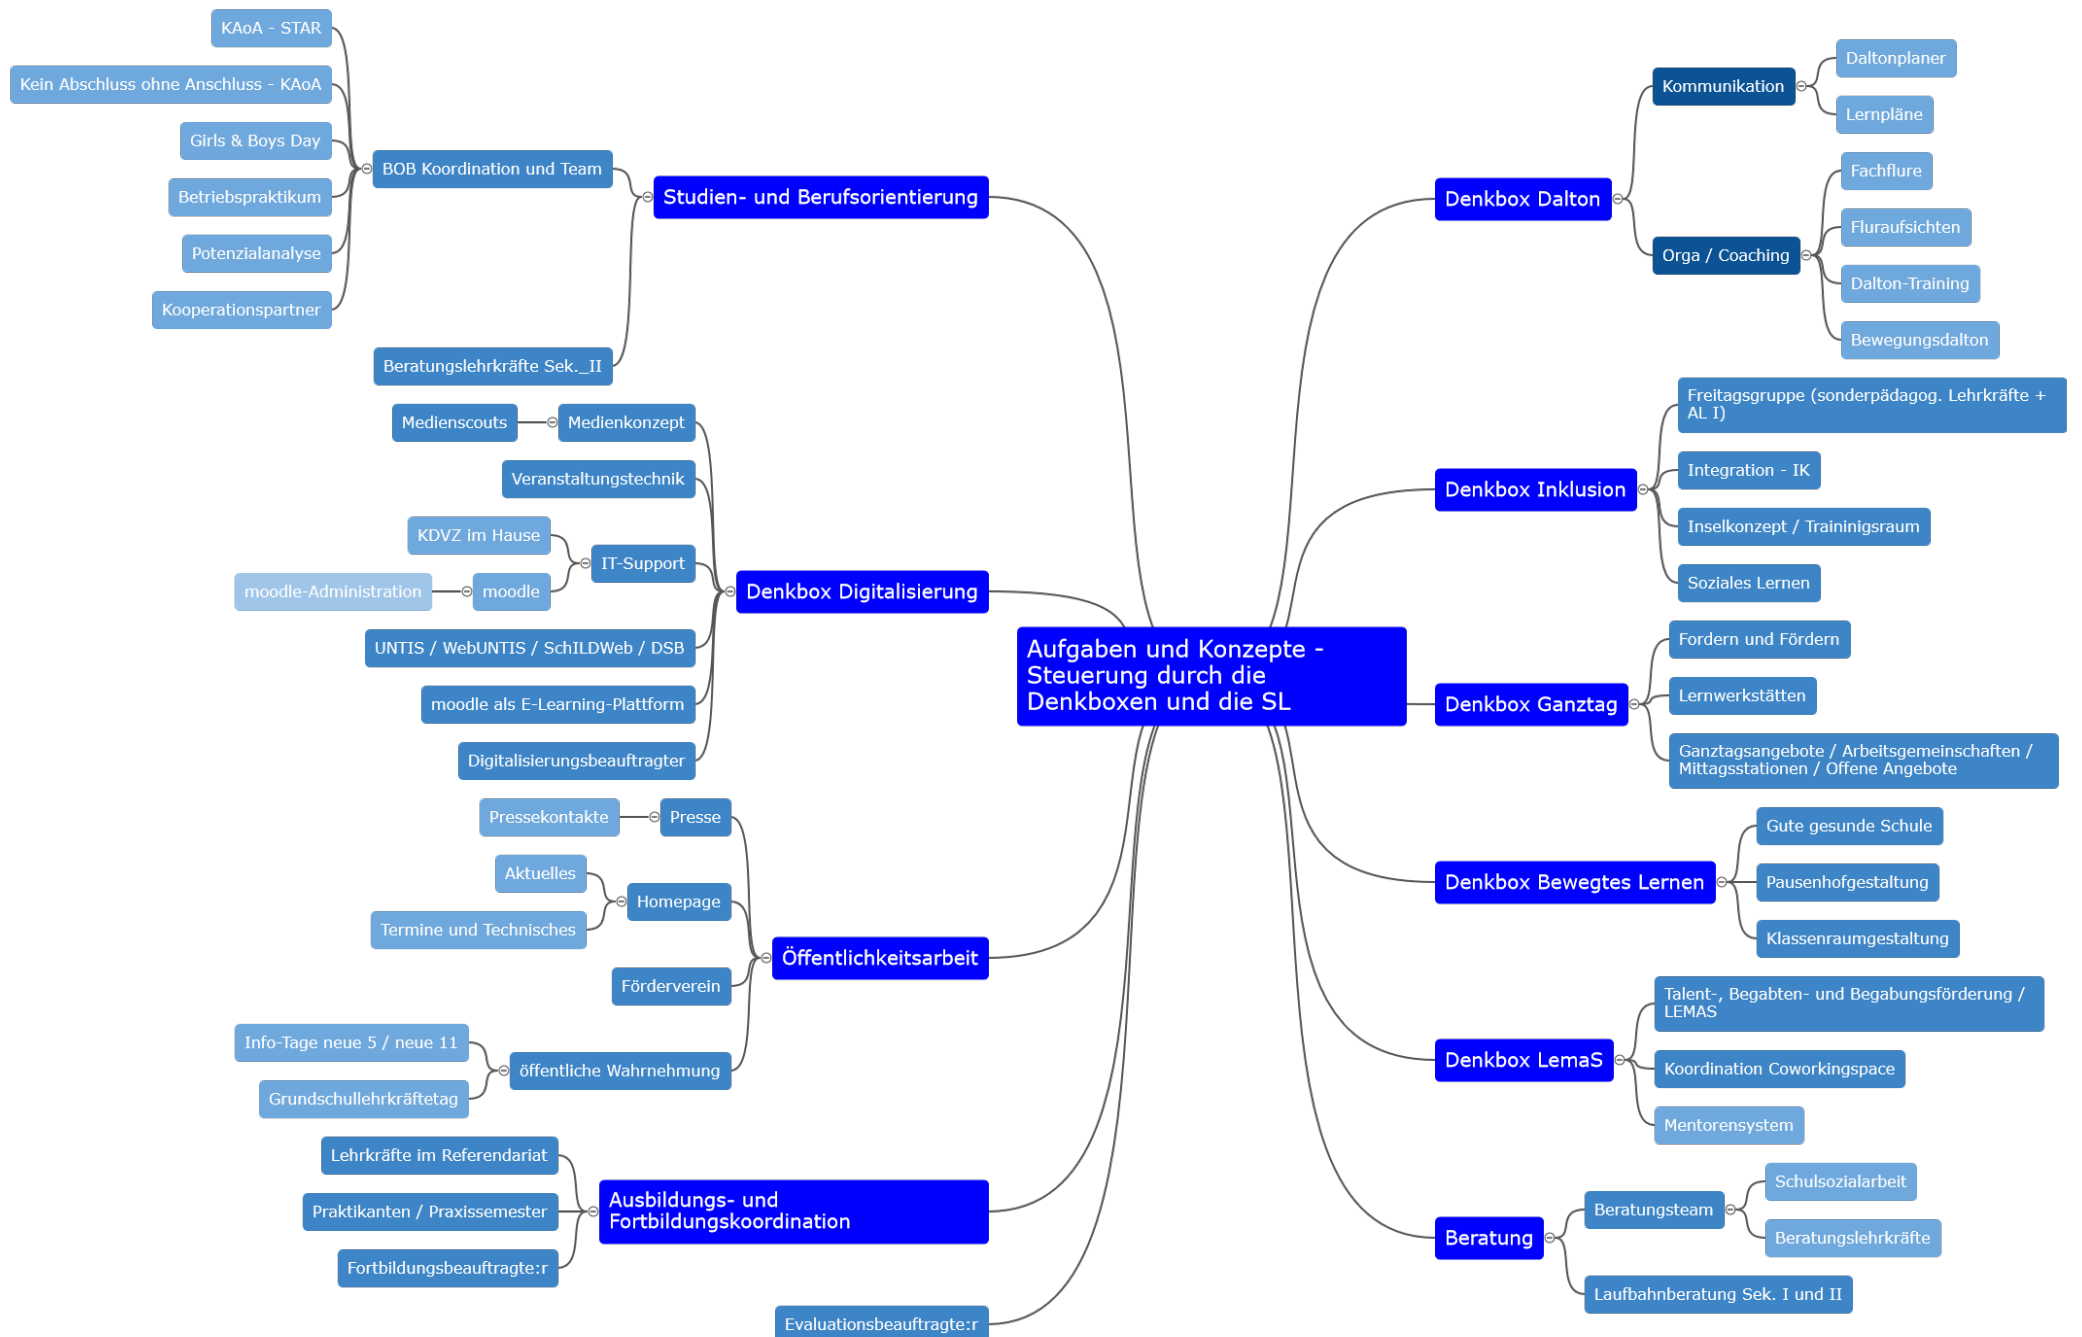 KAoA - STAR
Kein Abschluss ohne Anschluss - KAoA
Girls & Boys Day
Betriebspraktikum
Potenzialanalyse
Kooperationspartner
BOB Koordination und Team
Beratungslehrkräfte Sek._II
Studien- und Berufsorientierung
Medienscouts
Medienkonzept
Veranstaltungstechnik
KDVZ im Hause
moodle-Administration
moodle
IT-Support
UNTIS / WebUNTIS / SchILDWeb / DSB
moodle als E-Learning-Plattform
Digitalisierungsbeauftragter
Denkbox Digitalisierung
Pressekontakte
Presse
Aktuelles
Termine und Technisches
Homepage
Förderverein
Info-Tage neue 5 / neue 11
Grundschullehrkräftetag
öffentliche Wahrnehmung
Öffentlichkeitsarbeit
Lehrkräfte im Referendariat
Praktikanten / Praxissemester
Fortbildungsbeauftragte:r
Ausbildungs- und
Fortbildungskoordination
Evaluationsbeauftragte:r
Aufgaben und Konzepte -
Steuerung durch die
Denkboxen und die SL
Denkbox Dalton
Kommunikation
Daltonplaner
Lernpläne
Orga / Coaching
Fachflure
Fluraufsichten
Dalton-Training
Bewegungsdalton
Denkbox Inklusion
Freitagsgruppe (sonderpädagog. Lehrkräfte +
AL I)
Integration - IK
Inselkonzept / Traininigsraum
Soziales Lernen
Denkbox Ganztag
Fordern und Fördern
Lernwerkstätten
Ganztagsangebote / Arbeitsgemeinschaften /
Mittagsstationen / Offene Angebote
Denkbox Bewegtes Lernen
Gute gesunde Schule
Pausenhofgestaltung
Klassenraumgestaltung
Denkbox LemaS
Talent-, Begabten- und Begabungsförderung /
LEMAS
Koordination Coworkingspace
Mentorensystem
Beratung
Beratungsteam
Schulsozialarbeit
Beratungslehrkräfte
Laufbahnberatung Sek. I und II